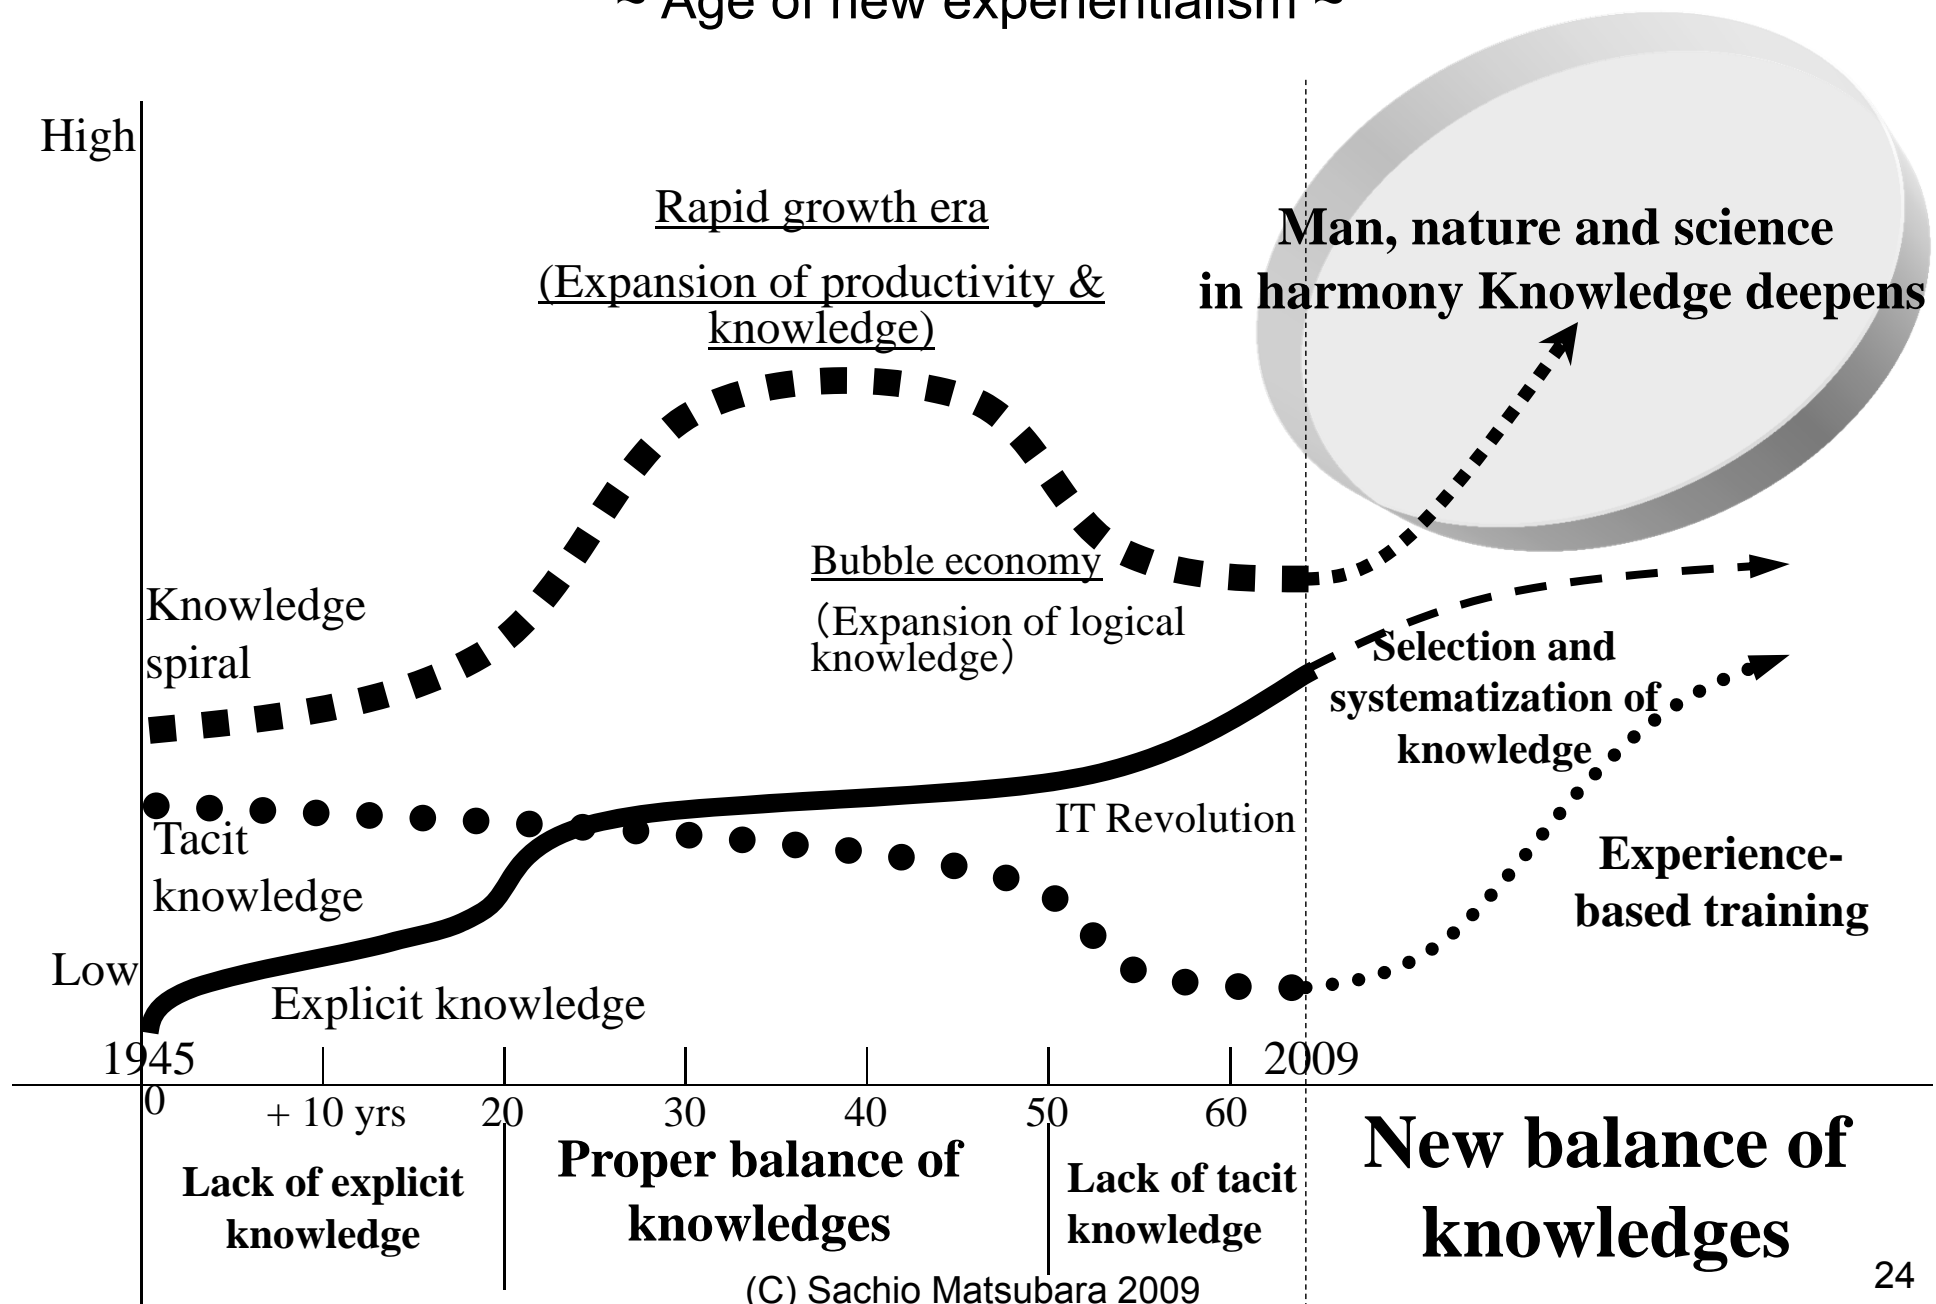 ~ Age of new experientialism ~
High
Rapid growth era
(Expansion of productivity &
knowledge)
Man, nature and science
in harmony Knowledge deepens
Bubble economy
（Expansion of logical
knowledge）
Knowledge
spiral
Selection and
systematization of
knowledge
IT Revolution
Tacit
knowledge
Experience-
based training
Low
Explicit knowledge
1945
2009
0
+ 10 yrs
20
30
40
50
60
Lack of explicit
knowledge
Proper balance of
knowledges
Lack of tacit
knowledge
New balance of
knowledges
(C) Sachio Matsubara 2009
24